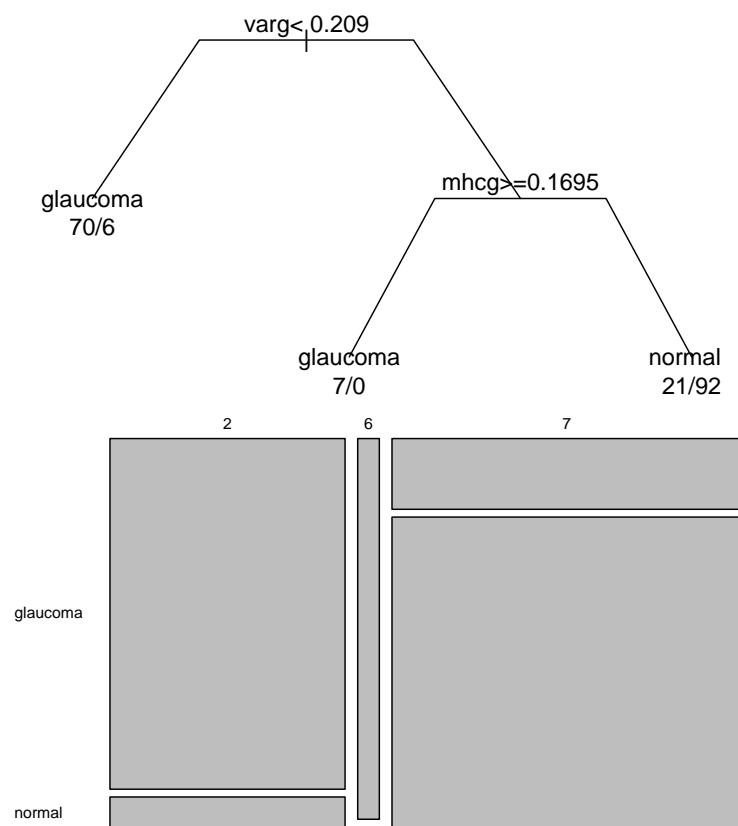 varg< 0.209
mhcg>=0.1695
glaucoma
70/6
glaucoma
7/0
normal
21/92
2 6 7
glaucoma
normal